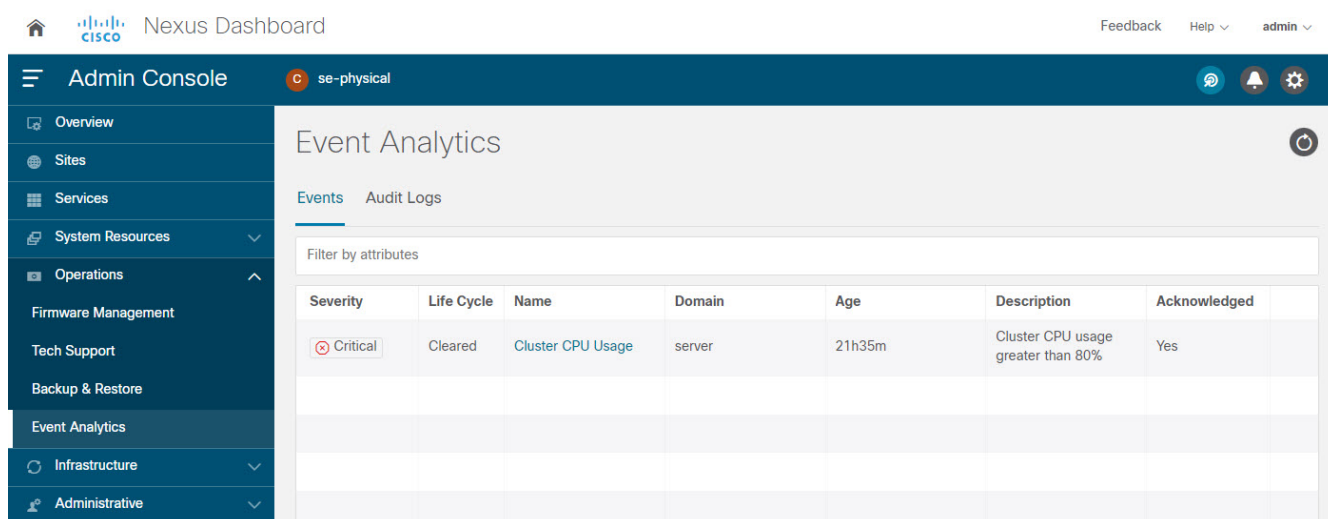 CISCO Nexus Dashboard Feedback Help admin
Admin Console C se-physical
Overview
Sites
Services
System Resources
Operations
Firmware Management
Tech Support
Backup & Restore
Event Analytics
Infrastructure
Administrative
Event Analytics
Events Audit Logs
Filter by attributes
Severity Life Cycle Name Domain Age Description Acknowledged
Critical Cleared Cluster CPU Usage server 21h35m Cluster CPU usage Yes
greater than 80%